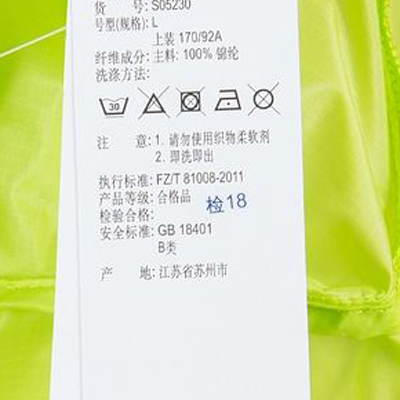 货 号: S05230
号型(规格): L
上装 170/92A
纤维成分: 主料: 100% 锦纶
洗涤方法:
30
注 意: 1. 请勿使用织物柔软剂
2. 即洗即出
执行标准: FZ/T 81008-2011
产品等级: 合格品
检验合格: 检18
安全标准: GB 18401
B类
产 地: 江苏省苏州市